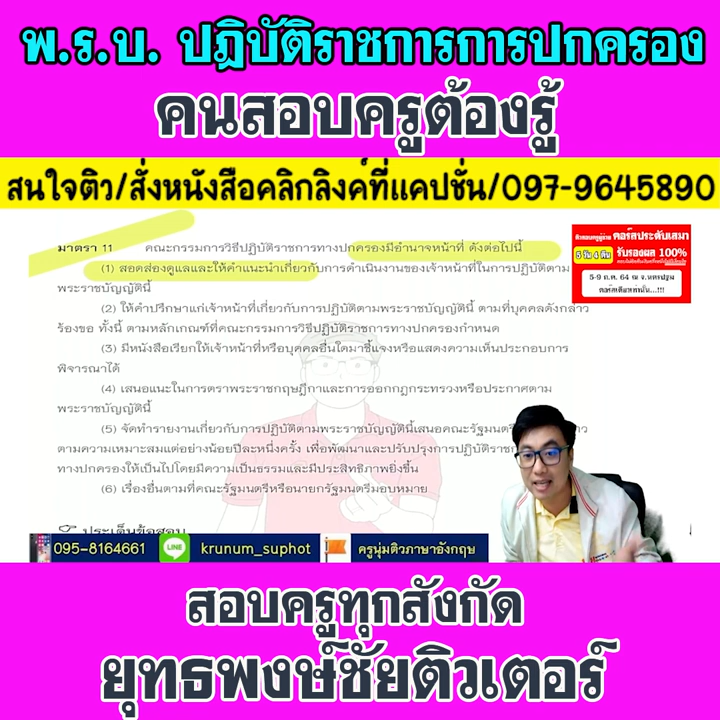 พ.ร.บ. ปฏิบัติราชการการปกครอง
คนสอบครูต้องรู้
สนใจติว/สั่งหนังสือคลิกลิงค์ที่แคปชั่น/097-9645890
มาตรา 11 คณะกรรมการวิธีปฏิบัติราชการทางปกครองมีอำนาจหน้าที่ ดังต่อไปนี้
(1) สอดส่องดูแลและให้คำแนะนำเกี่ยวกับการดำเนินงานของเจ้าหน้าที่ในการปฏิบัติตาม
พระราชบัญญัตินี้
(2) ให้คำปรึกษาแก่เจ้าหน้าที่เกี่ยวกับการปฏิบัติตามพระราชบัญญัตินี้ ตามที่บุคคลดังกล่าว
ร้องขอ ทั้งนี้ ตามหลักเกณฑ์ที่คณะกรรมการวิธีปฏิบัติราชการทางปกครองกำหนด
(3) มีหนังสือเรียกให้เจ้าหน้าที่หรือบุคคลอื่นใดมาชี้แจงหรือแสดงความเห็นประกอบการ
พิจารณาได้
(4) เสนอแนะในการตราพระราชกฤษฎีกาและการออกกฎกระทรวงหรือประกาศตาม
พระราชบัญญัตินี้
(5) จัดทำรายงานเกี่ยวกับการปฏิบัติตามพระราชบัญญัตินี้เสนอคณะรัฐมนตรี
ตามความเหมาะสมแต่อย่างน้อยปีละหนึ่งครั้ง เพื่อพัฒนาและปรับปรุงการปฏิบัติราช
ทางปกครองให้เป็นไปโดยมีความเป็นธรรมและมีประสิทธิภาพยิ่งขึ้น
(6) เรื่องอื่นตามที่คณะรัฐมนตรีหรือนายกรัฐมนตรีมอบหมาย
ประเด็นข้อสอบ
ติวสอบครูผู้ช่วย คอร์สประดับเสมา
5 วัน 4 คืน รับรองผล 100%
5-9 ก.ค. 64 ณ จ.นครปฐม
คอร์สเดียวเท่านั้น...!!!
095-8164661 LINE krunum_suphot ครูนุ่มติวภาษาอังกฤษ
สอบครูทุกสังกัด
ยุทธพงษ์ชัยติวเตอร์